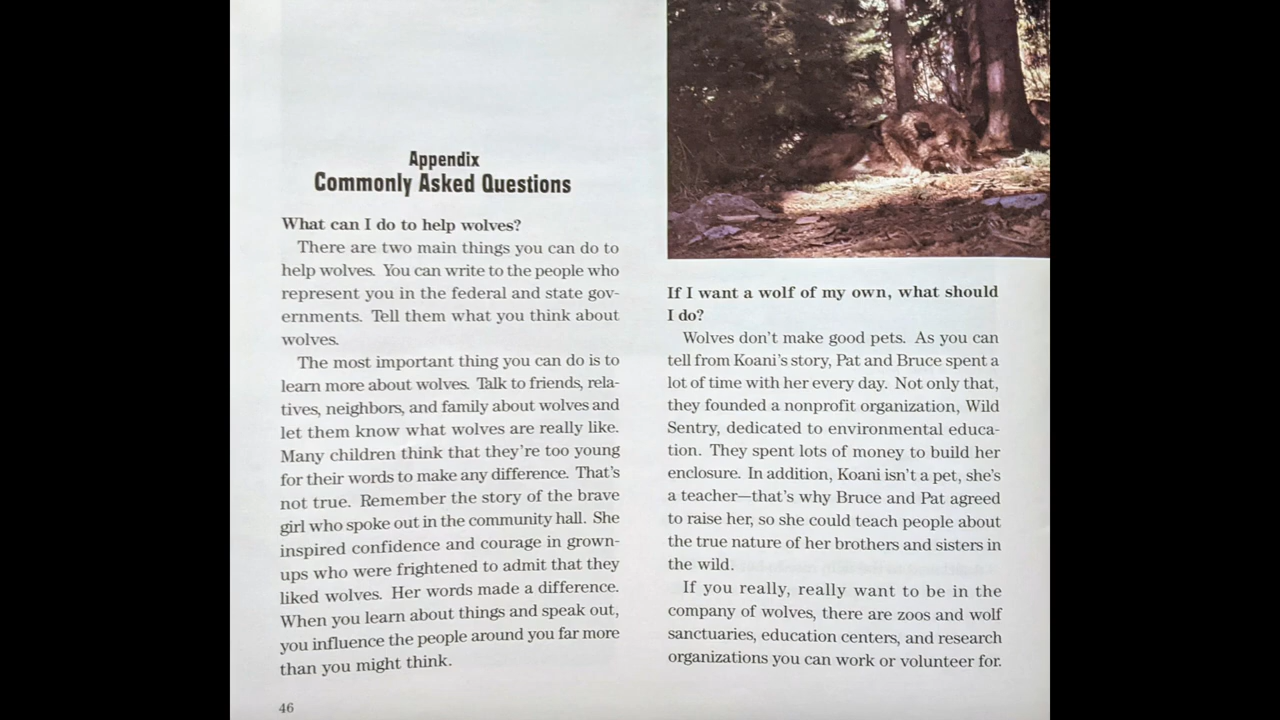 Appendix
Commonly Asked Questions
What can I do to help wolves?
There are two main things you can do to
help wolves. You can write to the people who
represent you in the federal and state gov-
ernments. Tell them what you think about
wolves.
The most important thing you can do is to
learn more about wolves. Talk to friends, rela-
tives, neighbors, and family about wolves and
let them know what wolves are really like.
Many children think that they're too young
for their words to make any difference. That's
not true. Remember the story of the brave
girl who spoke out in the community hall. She
inspired confidence and courage in grown-
ups who were frightened to admit that they
liked wolves. Her words made a difference.
When you learn about things and speak out,
you influence the people around you far more
than you might think.
46
If I want a wolf of my own, what should
I do?
Wolves don't make good pets. As you can
tell from Koani's story, Pat and Bruce spent a
lot of time with her every day. Not only that,
they founded a nonprofit organization, Wild
Sentry, dedicated to environmental educa-
tion. They spent lots of money to build her
enclosure. In addition, Koani isn't a pet, she's
a teacher—that's why Bruce and Pat agreed
to raise her, so she could teach people about
the true nature of her brothers and sisters in
the wild.
If you really, really want to be in the
company of wolves, there are zoos and wolf
sanctuaries, education centers, and research
organizations you can work or volunteer for.